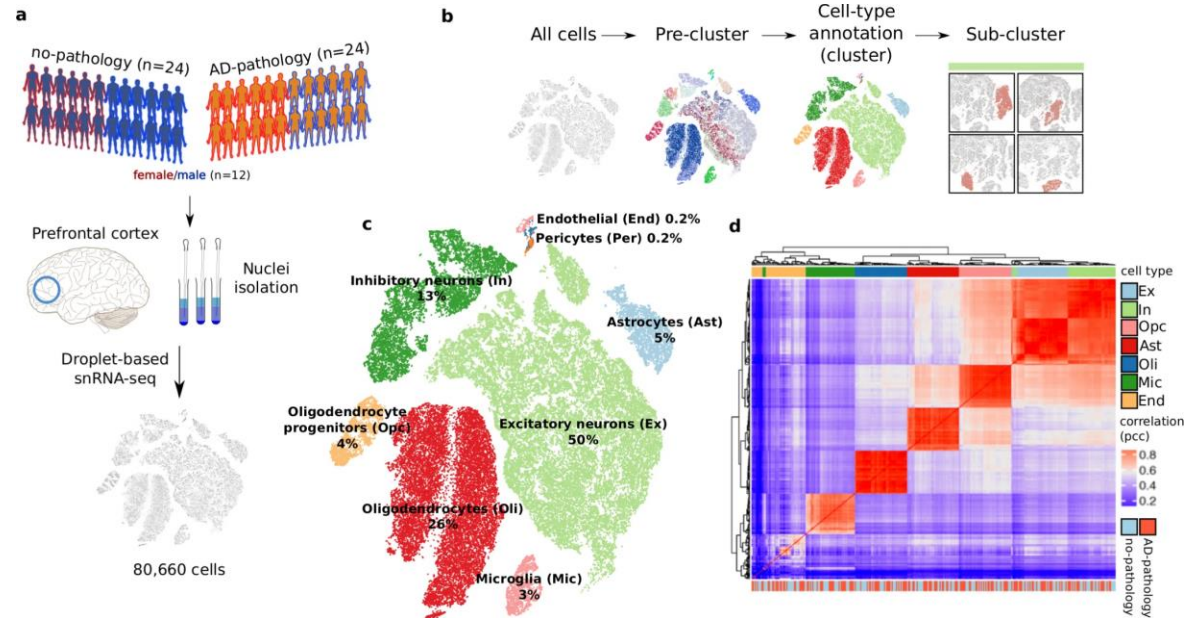 a
no-pathology (n=24)
AD-pathology (n=24)
female/male (n=12)
Prefrontal cortex
Nuclei
isolation
Droplet-based
snRNA-seq
80,660 cells
b
All cells
Pre-cluster
Cell-type
annotation
(cluster)
Sub-cluster
c
Endothelial (End) 0.2%
Pericytes (Per) 0.2%
Inhibitory neurons (In)
13%
Astrocytes (Ast)
5%
Oligodendrocyte
progenitors (Opc)
4%
Excitatory neurons (Ex)
50%
Oligodendrocytes (Oli)
26%
Microglia (Mic)
3%
d
cell type
Ex
In
Opc
Ast
Oli
Mic
End
correlation
(pcc)
0.8
0.6
0.4
0.2
no-pathology
AD-pathology